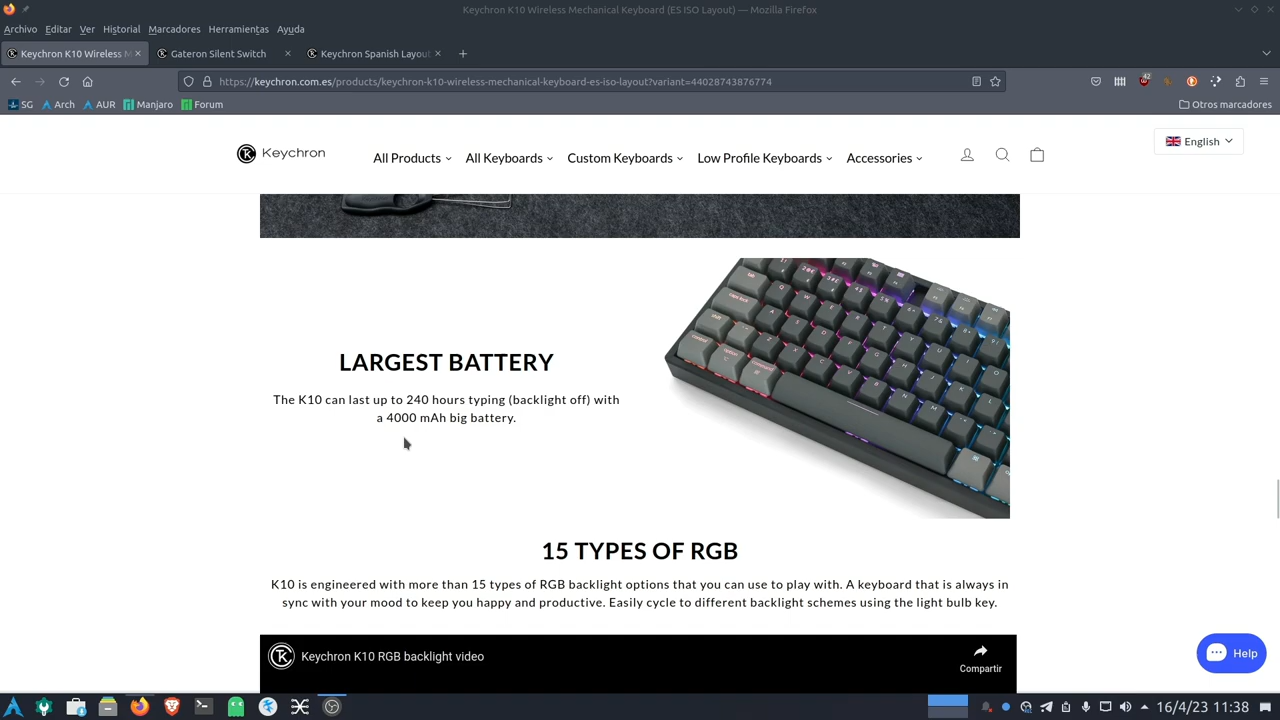 Keychron K10 Wireless Mechanical Keyboard (ES ISO Layout) — Mozilla Firefox
Archivo Editar Ver Historial Marcadores Herramientas Ayuda
Keychron K10 Wireless M
Gateron Silent Switch
Keychron Spanish Layou
https://keychron.com.es/products/keychron-k10-wireless-mechanical-keyboard-es-iso-layout?variant=44028743876774
42
SG Arch AUR Manjaro Forum Otros marcadores
Keychron
All Products All Keyboards Custom Keyboards Low Profile Keyboards Accessories
English
LARGEST BATTERY
The K10 can last up to 240 hours typing (backlight off) with
a 4000 mAh big battery.
15 TYPES OF RGB
K10 is engineered with more than 15 types of RGB backlight options that you can use to play with. A keyboard that is always in
sync with your mood to keep you happy and productive. Easily cycle to different backlight schemes using the light bulb key.
Keychron K10 RGB backlight video
Compartir
Help
16/4/23 11:38